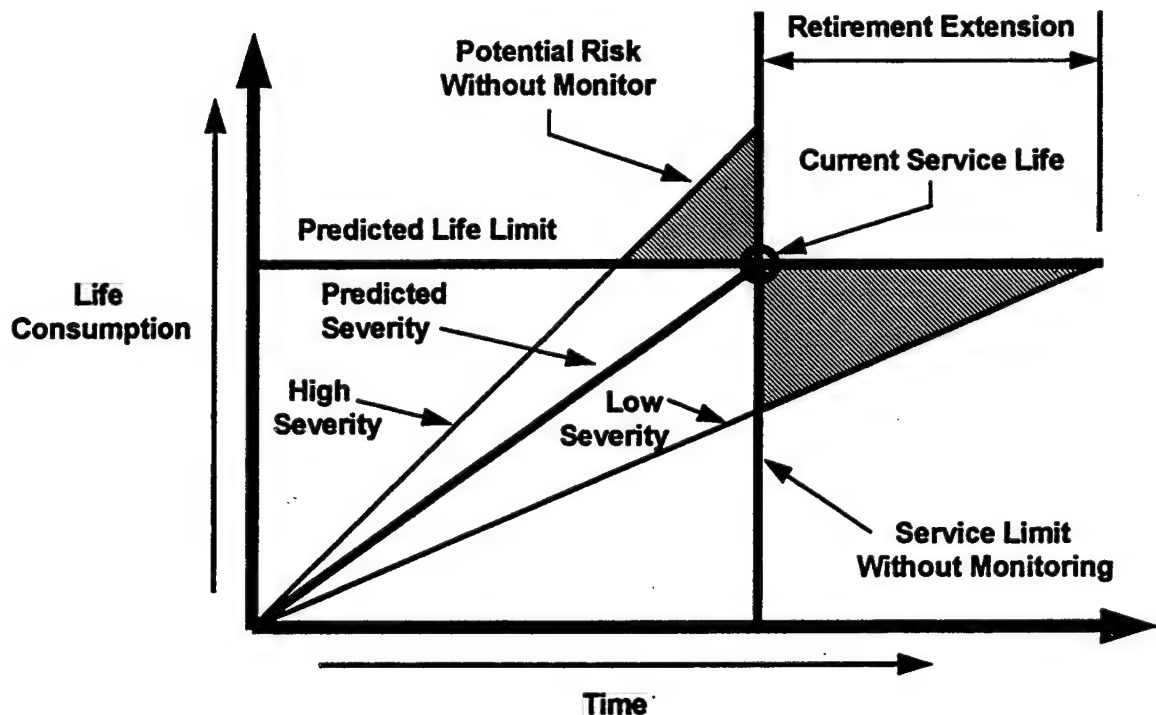 Retirement Extension
Potential Risk
Without Monitor
Current Service Life
Predicted Life Limit
Life
Consumption
Predicted
Severity
High
Severity
Low
Severity
Service Limit
Without Monitoring
Time